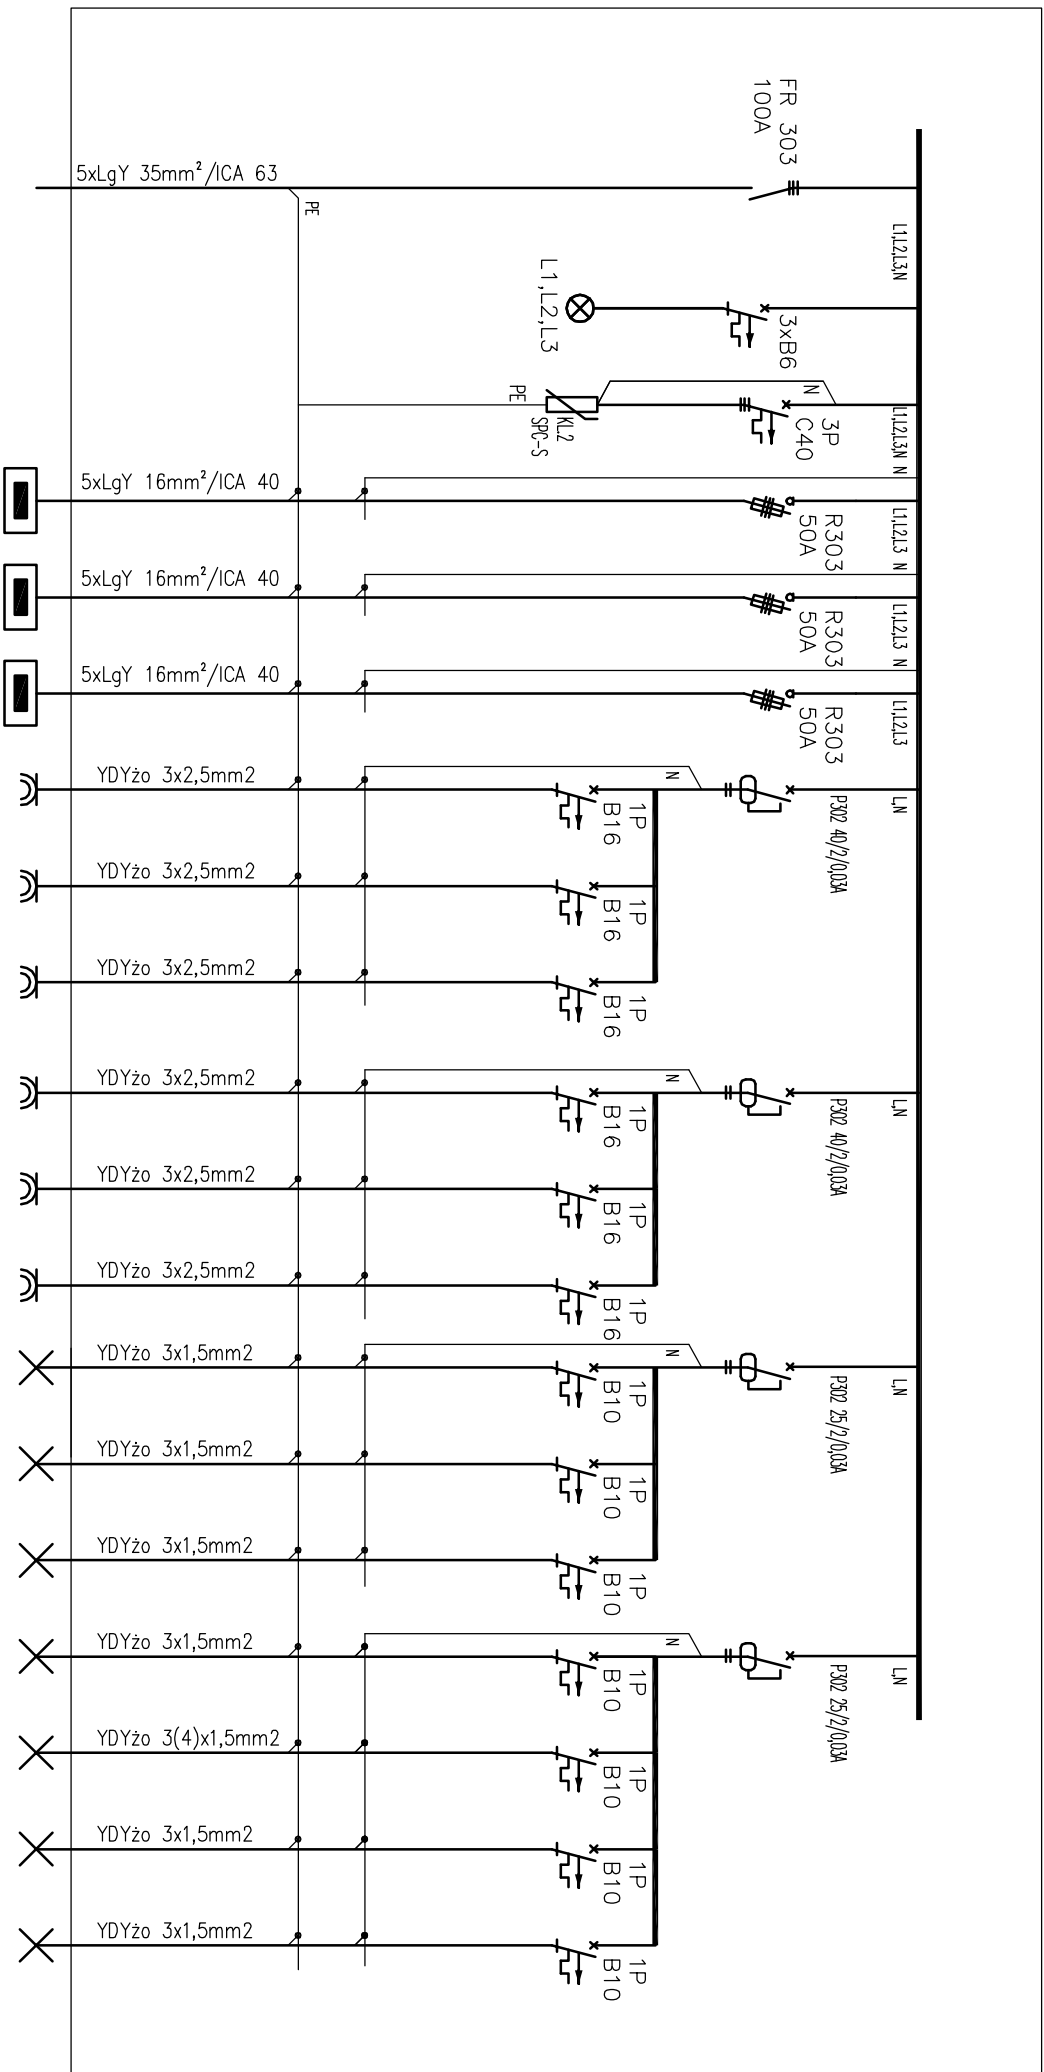 FR 303
100A
5xLgY 35mm²/ICA 63
PE
L1,L2,L3,N
3xB6
L1,L2,L3
L1,L2,L3,N
N
3P
C40
N
PE
KL.2
SPC-S
5xLgY 16mm²/ICA 40
R303
50A
L1,L2,L3
N
5xLgY 16mm²/ICA 40
R303
50A
L1,L2,L3
N
5xLgY 16mm²/ICA 40
R303
50A
L1,L2,L3
L,N
P302 40/2/0,03A
N
YDYżo 3x2,5mm2
1P
B16
YDYżo 3x2,5mm2
1P
B16
YDYżo 3x2,5mm2
1P
B16
L,N
P302 40/2/0,03A
N
YDYżo 3x2,5mm2
1P
B16
YDYżo 3x2,5mm2
1P
B16
YDYżo 3x2,5mm2
1P
B16
L,N
P302 25/2/0,03A
N
YDYżo 3x1,5mm2
1P
B10
YDYżo 3x1,5mm2
1P
B10
YDYżo 3x1,5mm2
1P
B10
L,N
P302 25/2/0,03A
N
YDYżo 3x1,5mm2
1P
B10
YDYżo 3(4)x1,5mm2
1P
B10
YDYżo 3x1,5mm2
1P
B10
YDYżo 3x1,5mm2
1P
B10